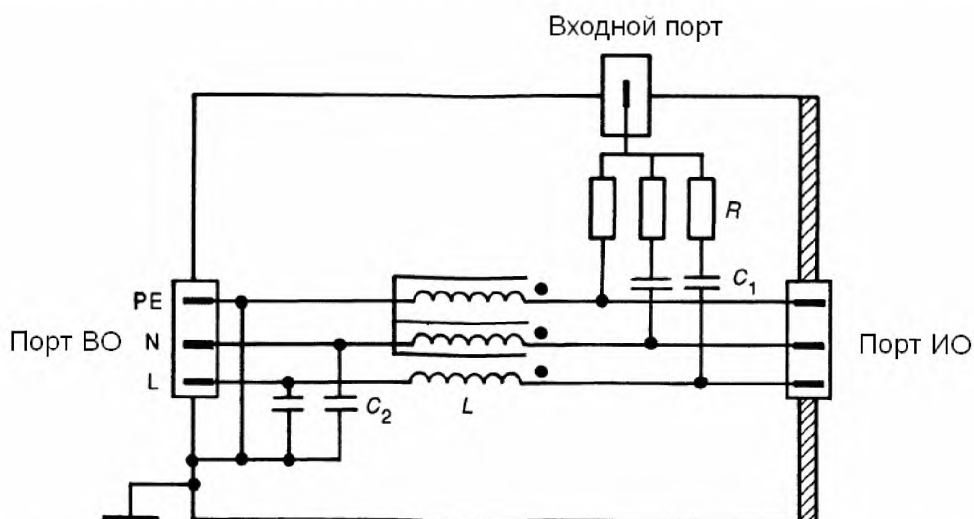 Входной порт
R
C1
PE
Порт ВО N
Порт ИО
L
C2
L